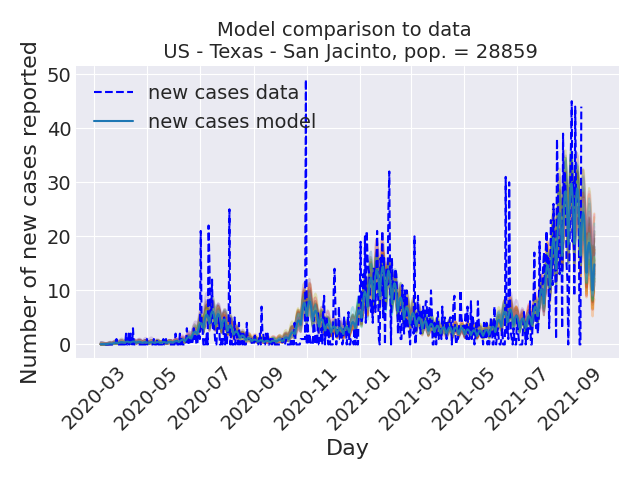 Model comparison to data
US - Texas - San Jacinto, pop. = 28859
Number of new cases reported
50
40
30
20
10
0
new cases data
new cases model
2020-03
2020-05
2020-07
2020-09
2020-11
2021-01
2021-03
2021-05
2021-07
2021-09
Day